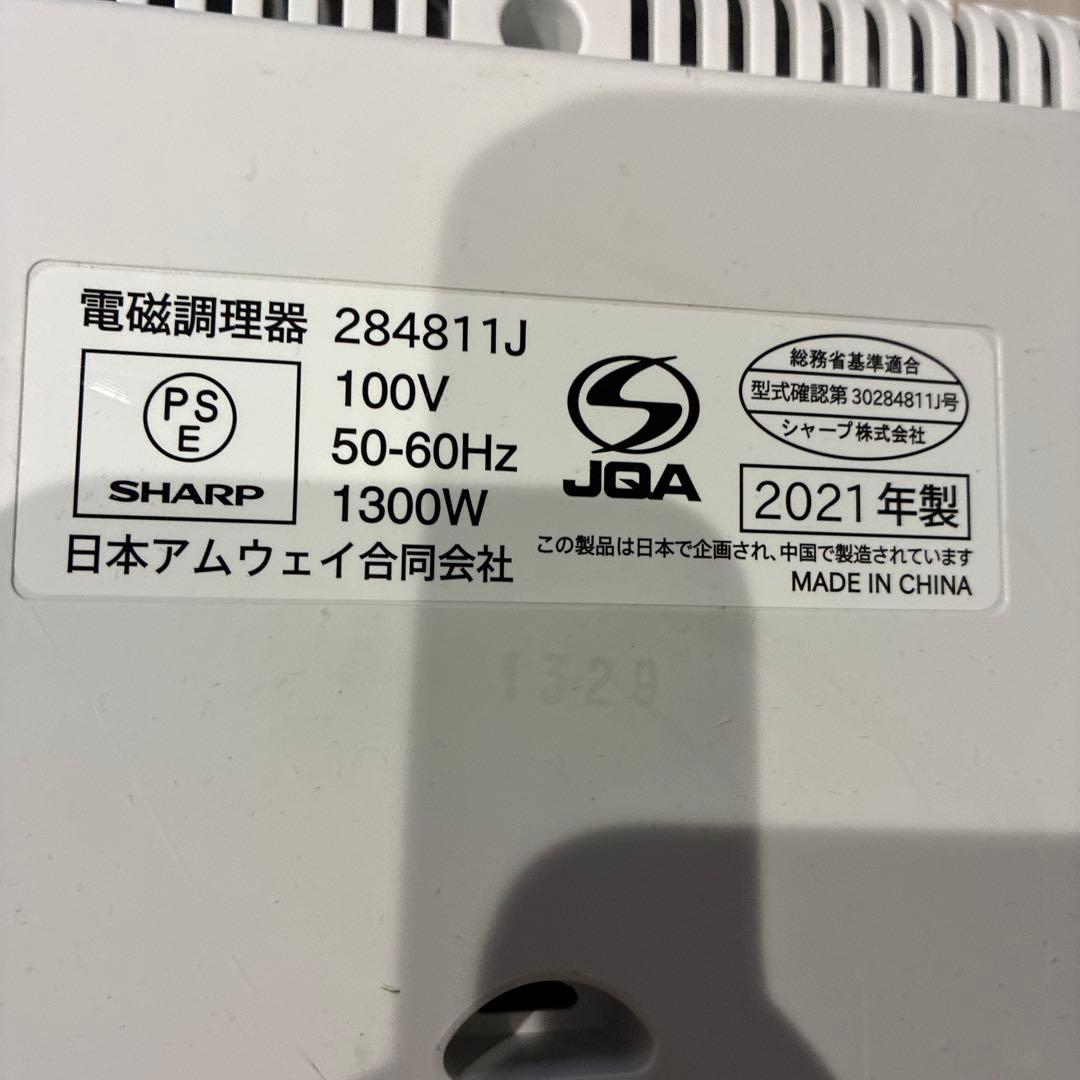 電磁調理器 284811J
100V
50-60Hz
1300W
PS
E
SHARP
日本アムウェイ合同会社
JQA
総務省基準適合
型式確認第30284811J号
シャープ株式会社
2021年製
この製品は日本で企画され、中国で製造されています
MADE IN CHINA
1329